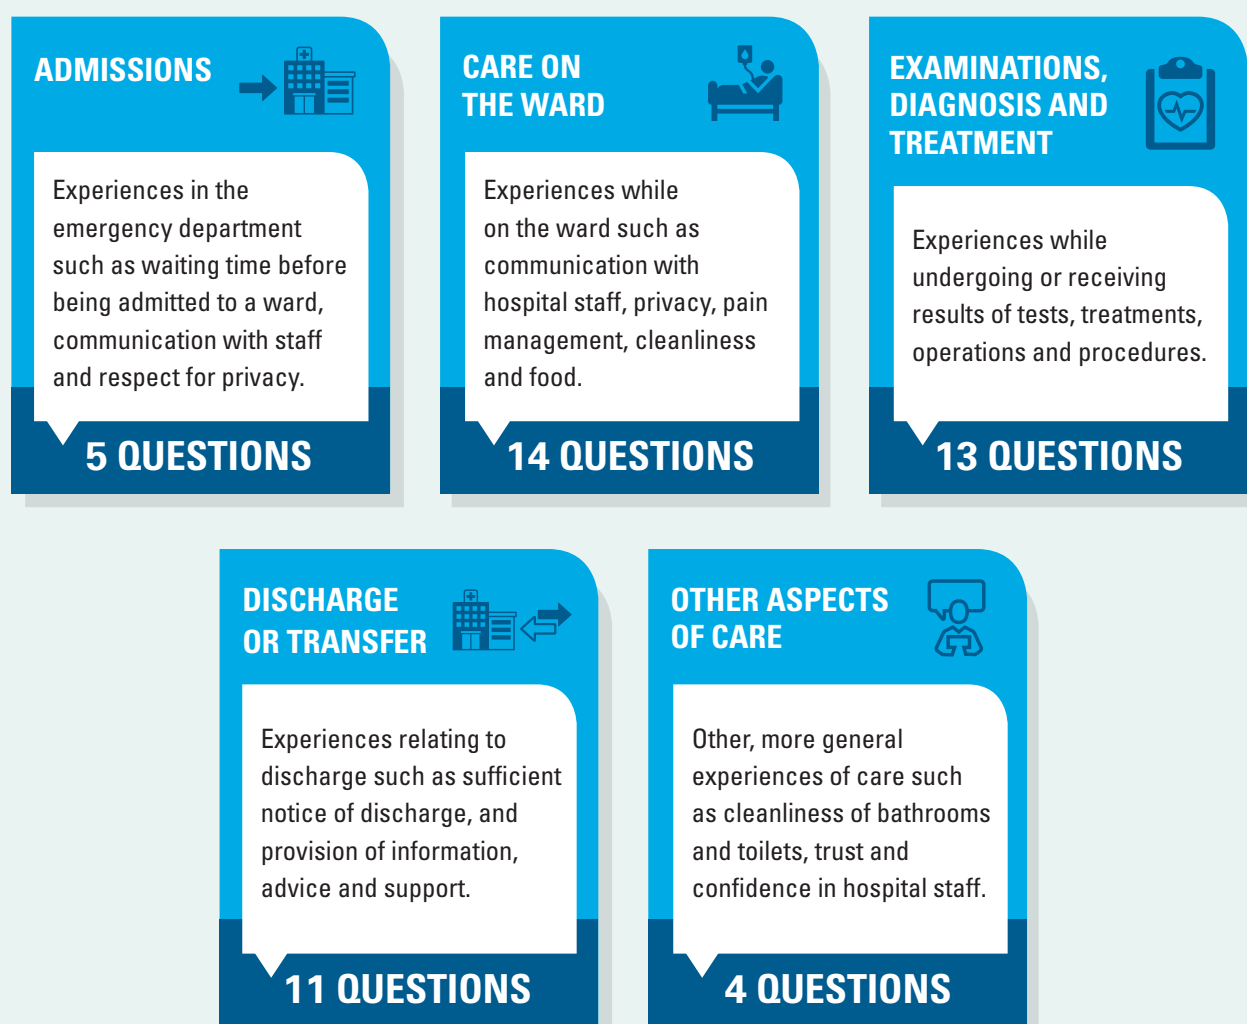 ADMISSIONS
Experiences in the
emergency department
such as waiting time before
being admitted to a ward,
communication with staff
and respect for privacy.
5 QUESTIONS
CARE ON
THE WARD
Experiences while
on the ward such as
communication with
hospital staff, privacy, pain
management, cleanliness
and food.
14 QUESTIONS
EXAMINATIONS,
DIAGNOSIS AND
TREATMENT
Experiences while
undergoing or receiving
results of tests, treatments,
operations and procedures.
13 QUESTIONS
DISCHARGE
OR TRANSFER
Experiences relating to
discharge such as sufficient
notice of discharge, and
provision of information,
advice and support.
11 QUESTIONS
OTHER ASPECTS
OF CARE
Other, more general
experiences of care such
as cleanliness of bathrooms
and toilets, trust and
confidence in hospital staff.
4 QUESTIONS